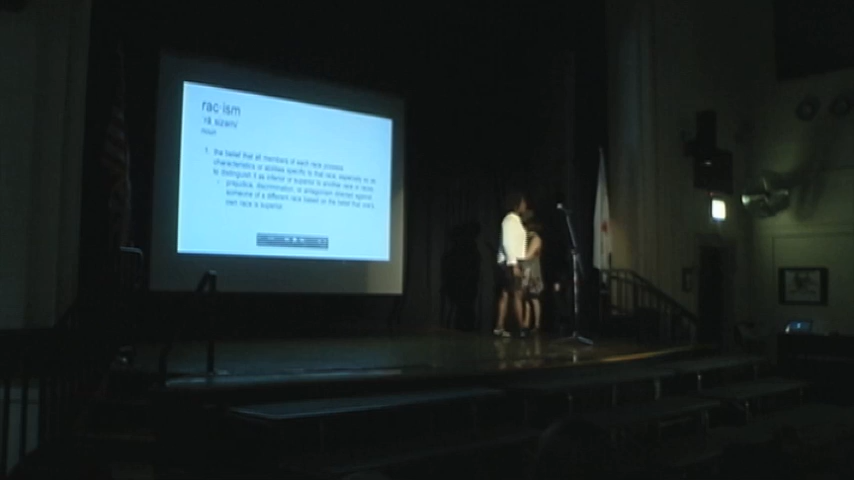 rac·ism
ˈrāˌsizəm/
noun
1. the belief that all members of each race possess
characteristics or abilities specific to that race, especially so as
to distinguish it as inferior or superior to another race or races.
◦ prejudice, discrimination, or antagonism directed against
someone of a different race based on the belief that one's
own race is superior.